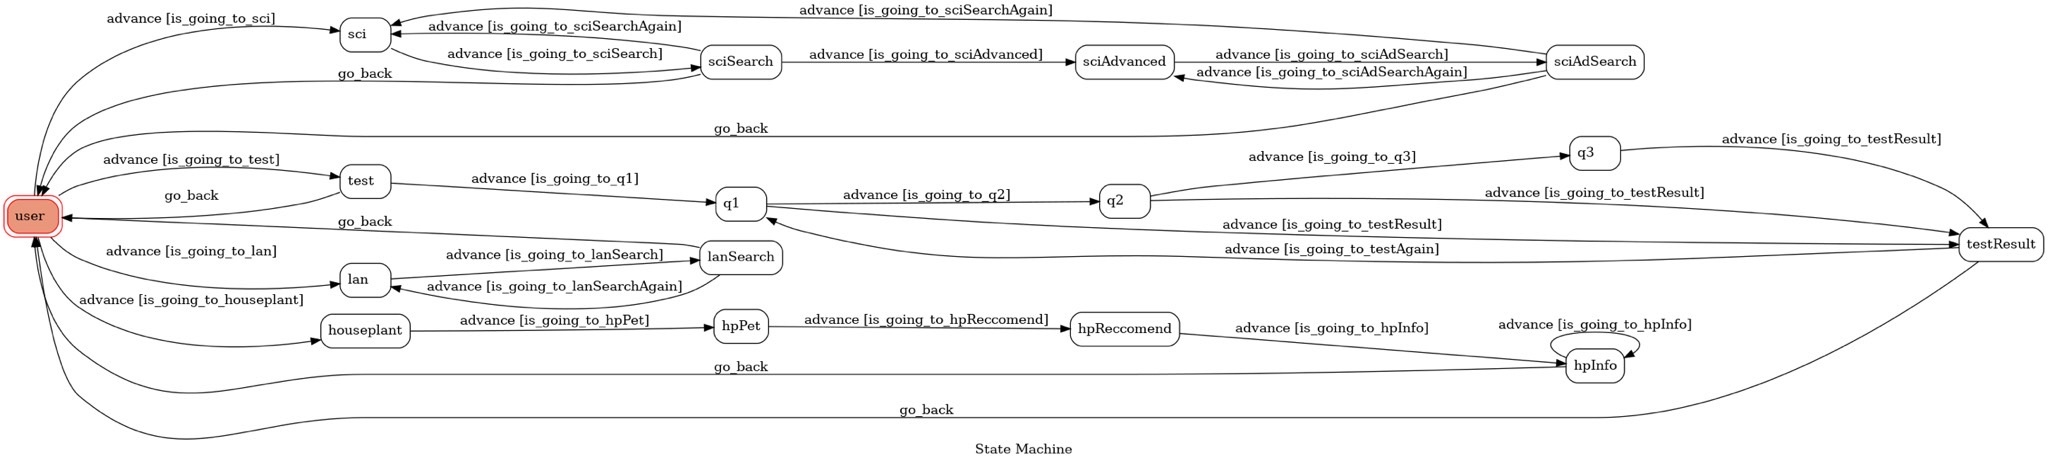 advance [is_going_to_sci]
sci
advance [is_going_to_sciSearchAgain]
advance [is_going_to_sciSearchAgain]
advance [is_going_to_sciSearch]
sciSearch
advance [is_going_to_sciAdvanced]
sciAdvanced
advance [is_going_to_sciAdSearch]
advance [is_going_to_sciAdSearchAgain]
sciAdSearch
go_back
go_back
advance [is_going_to_test]
test
go_back
advance [is_going_to_q1]
q1
advance [is_going_to_q2]
q2
advance [is_going_to_q3]
q3
advance [is_going_to_testResult]
advance [is_going_to_testResult]
advance [is_going_to_testResult]
advance [is_going_to_testAgain]
testResult
user
go_back
advance [is_going_to_lan]
lan
advance [is_going_to_lanSearch]
advance [is_going_to_lanSearchAgain]
lanSearch
advance [is_going_to_houseplant]
houseplant
advance [is_going_to_hpPet]
hpPet
advance [is_going_to_hpReccomend]
hpReccomend
advance [is_going_to_hpInfo]
advance [is_going_to_hpInfo]
hpInfo
go_back
go_back
State Machine